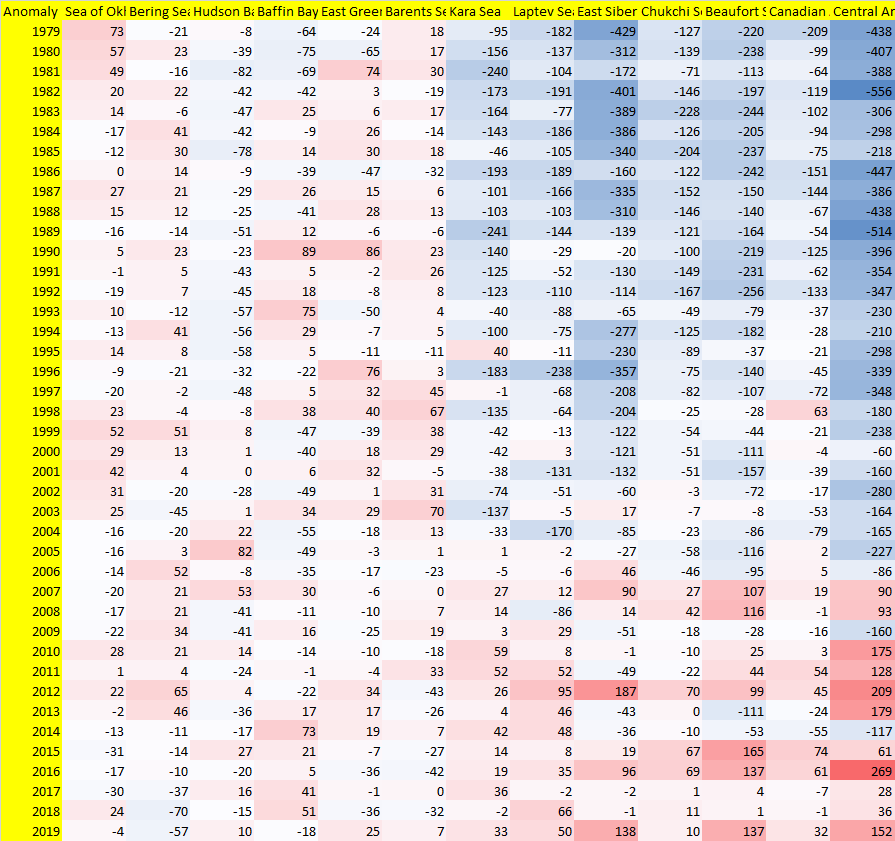 Anomaly Sea of Okl Bering Sea Hudson Ba Baffin Bay East Green Barents Se Kara Sea Laptev Sea East Siber Chukchi Se Beaufort S Canadian Central Ar
1979 73 -21 -8 -64 -24 18 -95 -182 -429 -127 -220 -209 -438
1980 57 23 -39 -75 -65 17 -156 -137 -312 -139 -238 -99 -407
1981 49 -16 -82 -69 74 30 -240 -104 -172 -71 -113 -64 -388
1982 20 22 -42 -42 3 -19 -173 -191 -401 -146 -197 -119 -556
1983 14 -6 -47 25 6 17 -164 -77 -389 -228 -244 -102 -306
1984 -17 41 -42 -9 26 -14 -143 -186 -386 -126 -205 -94 -298
1985 -12 30 -78 14 30 18 -46 -105 -340 -204 -237 -75 -218
1986 0 14 -9 -39 -47 -32 -193 -189 -160 -122 -242 -151 -447
1987 27 21 -29 26 15 6 -101 -166 -335 -152 -150 -144 -386
1988 15 12 -25 -41 28 13 -103 -103 -310 -146 -140 -67 -438
1989 -16 -14 -51 12 -6 -6 -241 -144 -139 -121 -164 -54 -514
1990 5 23 -23 89 86 23 -140 -29 -20 -100 -219 -125 -396
1991 -1 5 -43 5 -2 26 -125 -52 -130 -149 -231 -62 -354
1992 -19 7 -45 18 -8 8 -123 -110 -114 -167 -256 -133 -347
1993 10 -12 -57 75 -50 4 -40 -88 -65 -49 -79 -37 -230
1994 -13 41 -56 29 -7 5 -100 -75 -277 -125 -182 -28 -210
1995 14 8 -58 5 -11 -11 40 -11 -230 -89 -37 -21 -298
1996 -9 -21 -32 -22 76 3 -183 -238 -357 -75 -140 -45 -339
1997 -20 -2 -48 5 32 45 -1 -68 -208 -82 -107 -72 -348
1998 23 -4 -8 38 40 67 -135 -64 -204 -25 -28 63 -180
1999 52 51 8 -47 -39 38 -42 -13 -122 -54 -44 -21 -238
2000 29 13 1 -40 18 29 -42 3 -121 -51 -111 -4 -60
2001 42 4 0 6 32 -5 -38 -131 -132 -51 -157 -39 -160
2002 31 -20 -28 -49 1 31 -74 -51 -60 -3 -72 -17 -280
2003 25 -45 1 34 29 70 -137 -5 17 -7 -8 -53 -164
2004 -16 -20 22 -55 -18 13 -33 -170 -85 -23 -86 -79 -165
2005 -16 3 82 -49 -3 1 1 -2 -27 -58 -116 2 -227
2006 -14 52 -8 -35 -17 -23 -5 -6 46 -46 -95 5 -86
2007 -20 21 53 30 -6 0 27 12 90 27 107 19 90
2008 -17 21 -41 -11 -10 7 14 -86 14 42 116 -1 93
2009 -22 34 -41 16 -25 19 3 29 -51 -18 -28 -16 -160
2010 28 21 14 -14 -10 -18 59 8 -1 -10 25 3 175
2011 1 4 -24 -1 -4 33 52 52 -49 -22 44 54 128
2012 22 65 4 -22 34 -43 26 95 187 70 99 45 209
2013 -2 46 -36 17 17 -26 4 46 -43 0 -111 -24 179
2014 -13 -11 -17 73 19 7 42 48 -36 -10 -53 -55 -117
2015 -31 -14 27 21 -7 -27 14 8 19 67 165 74 61
2016 -17 -10 -20 5 -36 -42 19 35 96 69 137 61 269
2017 -30 -37 16 41 -1 0 36 -2 -2 1 4 -7 28
2018 24 -70 -15 51 -36 -32 -2 66 -1 11 1 -1 36
2019 -4 -57 10 -18 25 7 33 50 138 10 137 32 152